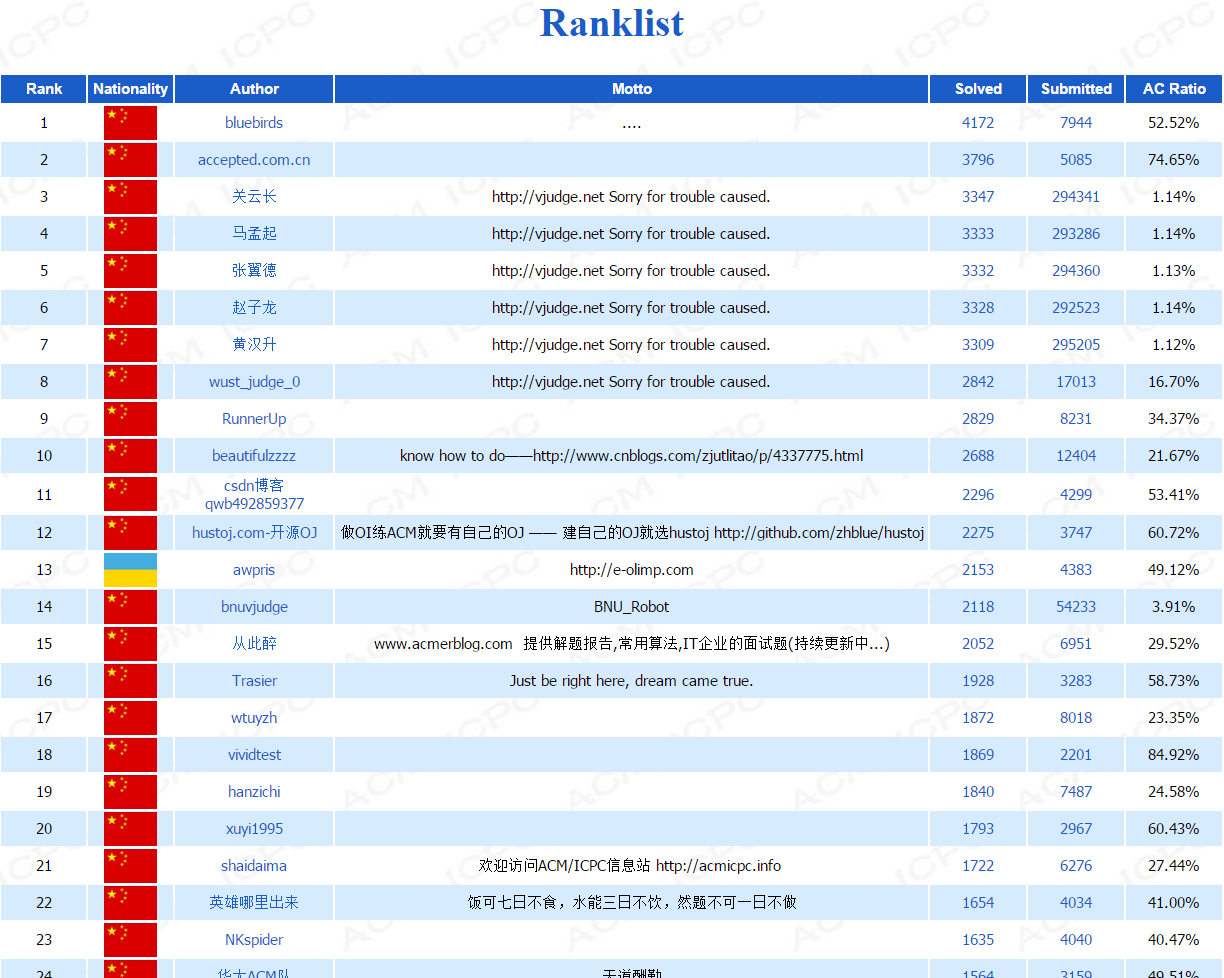 Ranklist
Rank Nationality Author Motto Solved Submitted AC Ratio
1 bluebirds .... 4172 7944 52.52%
2 accepted.com.cn 3796 5085 74.65%
3 关云长 http://vjudge.net Sorry for trouble caused. 3347 294341 1.14%
4 马孟起 http://vjudge.net Sorry for trouble caused. 3333 293286 1.14%
5 张翼德 http://vjudge.net Sorry for trouble caused. 3332 294360 1.13%
6 赵子龙 http://vjudge.net Sorry for trouble caused. 3328 292523 1.14%
7 黄汉升 http://vjudge.net Sorry for trouble caused. 3309 295205 1.12%
8 wust_judge_0 http://vjudge.net Sorry for trouble caused. 2842 17013 16.70%
9 RunnerUp 2829 8231 34.37%
10 beautifulzzzz know how to do——http://www.cnblogs.com/zjutlitao/p/4337775.html 2688 12404 21.67%
11 csdn博客 2296 4299 53.41%
qwb492859377
12 hustoj.com-开源OJ 做OI练ACM就要有自己的OJ —— 建自己的OJ就选hustoj http://github.com/zhblue/hustoj 2275 3747 60.72%
13 awpris http://e-olimp.com 2153 4383 49.12%
14 bnuvjudge BNU_Robot 2118 54233 3.91%
15 从此醉 www.acmerblog.com 提供解题报告,常用算法,IT企业的面试题(持续更新中...) 2052 6951 29.52%
16 Trasier Just be right here, dream came true. 1928 3283 58.73%
17 wtuyzh 1872 8018 23.35%
18 vividtest 1869 2201 84.92%
19 hanzichi 1840 7487 24.58%
20 xuyi1995 1793 2967 60.43%
21 shaidaima 欢迎访问ACM/ICPC信息站 http://acmicpc.info 1722 6276 27.44%
22 英雄哪里出来 饭可七日不食，水能三日不饮，然题不可一日不做 1654 4034 41.00%
23 NKspider 1635 4040 40.47%
24 华大ACM队 天道酬勤 1564 3159 49.51%